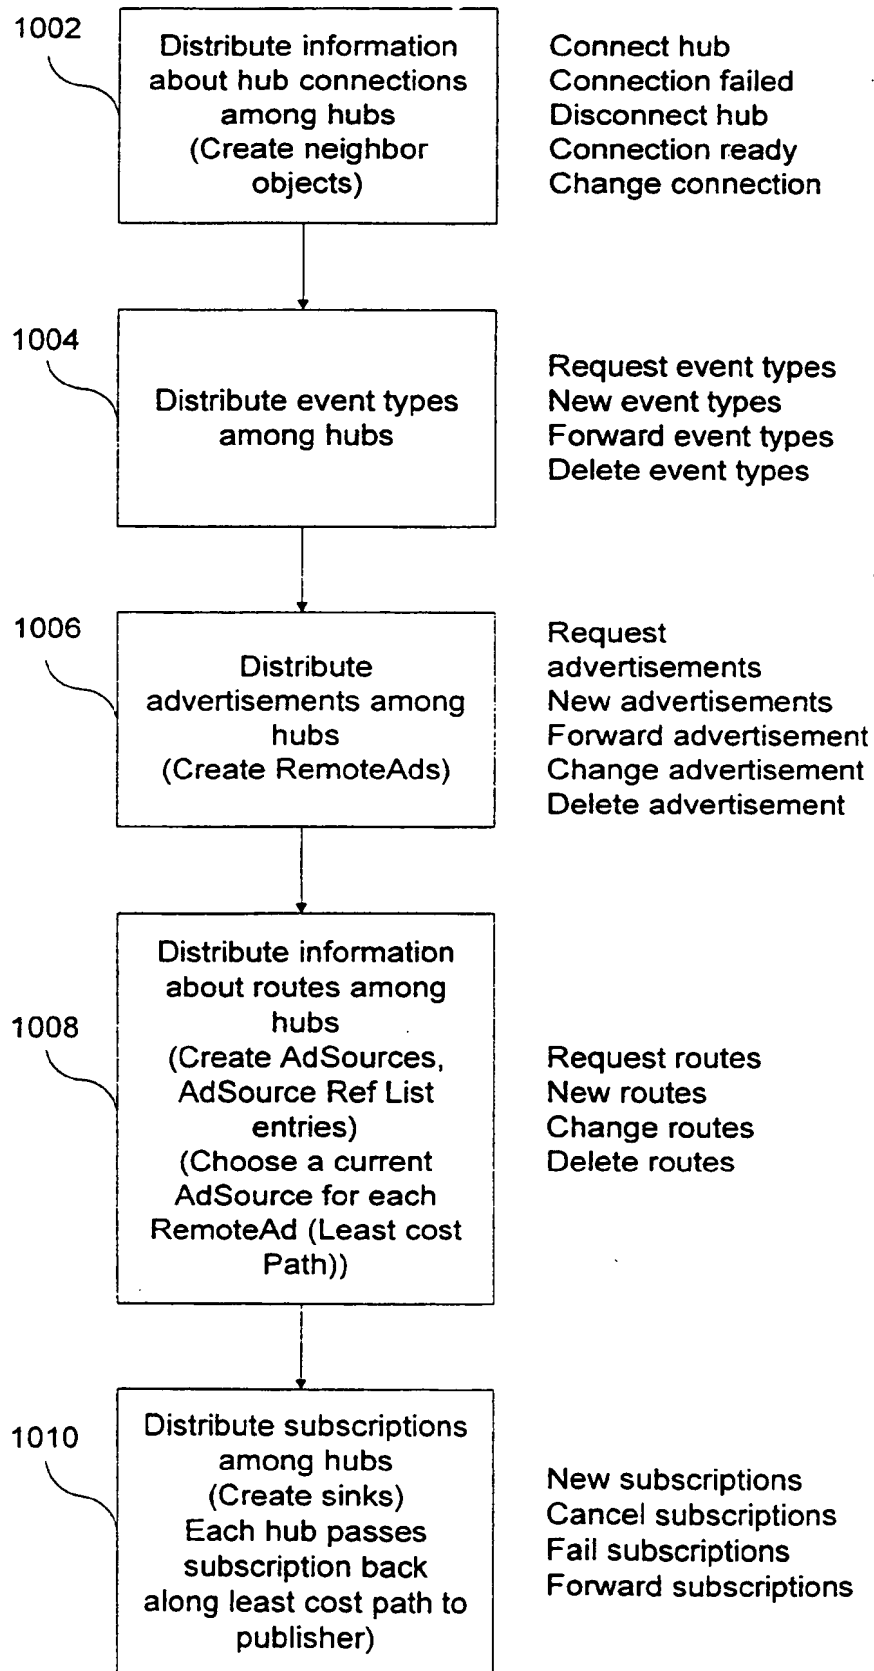 1002
Distribute information
about hub connections
among hubs
(Create neighbor
objects)
Connect hub
Connection failed
Disconnect hub
Connection ready
Change connection
1004
Distribute event types
among hubs
Request event types
New event types
Forward event types
Delete event types
1006
Distribute
advertisements among
hubs
(Create RemoteAds)
Request
advertisements
New advertisements
Forward advertisement
Change advertisement
Delete advertisement
1008
Distribute information
about routes among
hubs
(Create AdSources,
AdSource Ref List
entries)
(Choose a current
AdSource for each
RemoteAd (Least cost
Path))
Request routes
New routes
Change routes
Delete routes
1010
Distribute subscriptions
among hubs
(Create sinks)
Each hub passes
subscription back
along least cost path to
publisher)
New subscriptions
Cancel subscriptions
Fail subscriptions
Forward subscriptions